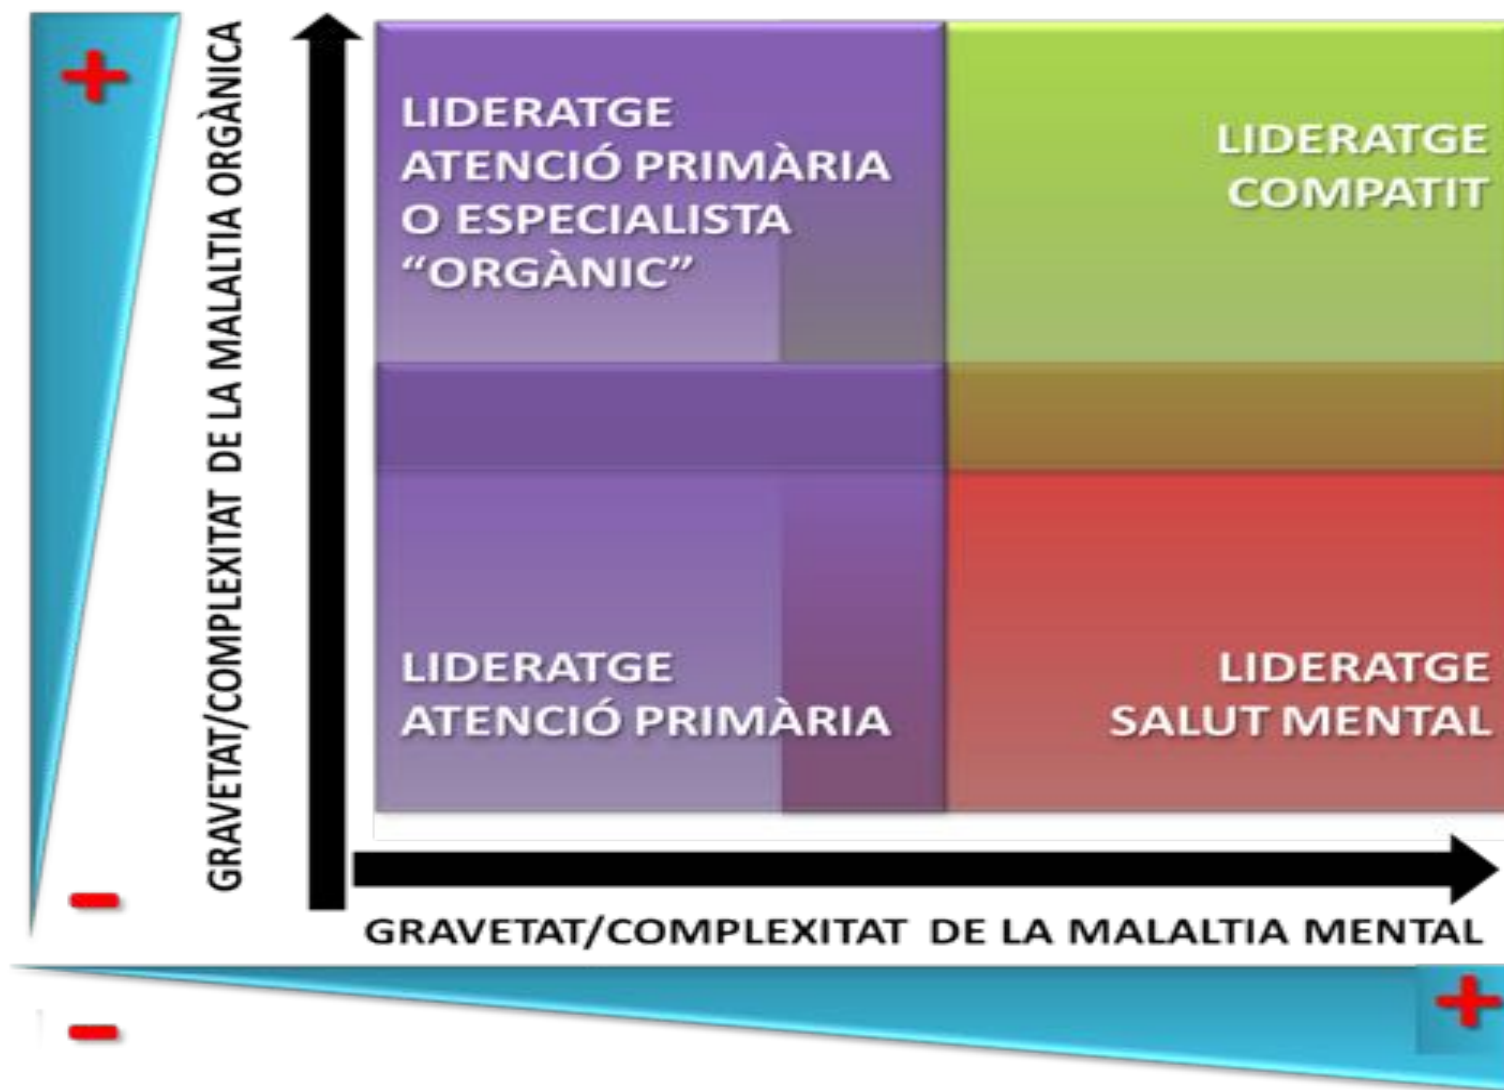 +
GRAVETAT/COMPLEXITAT DE LA MALALTIA ORGÀNICA
-
LIDERATGE
ATENCIÓ PRIMÀRIA
O ESPECIALISTA
“ORGÀNIC”
LIDERATGE
COMPATIT
LIDERATGE
ATENCIÓ PRIMÀRIA
LIDERATGE
SALUT MENTAL
GRAVETAT/COMPLEXITAT DE LA MALALTIA MENTAL
-
+